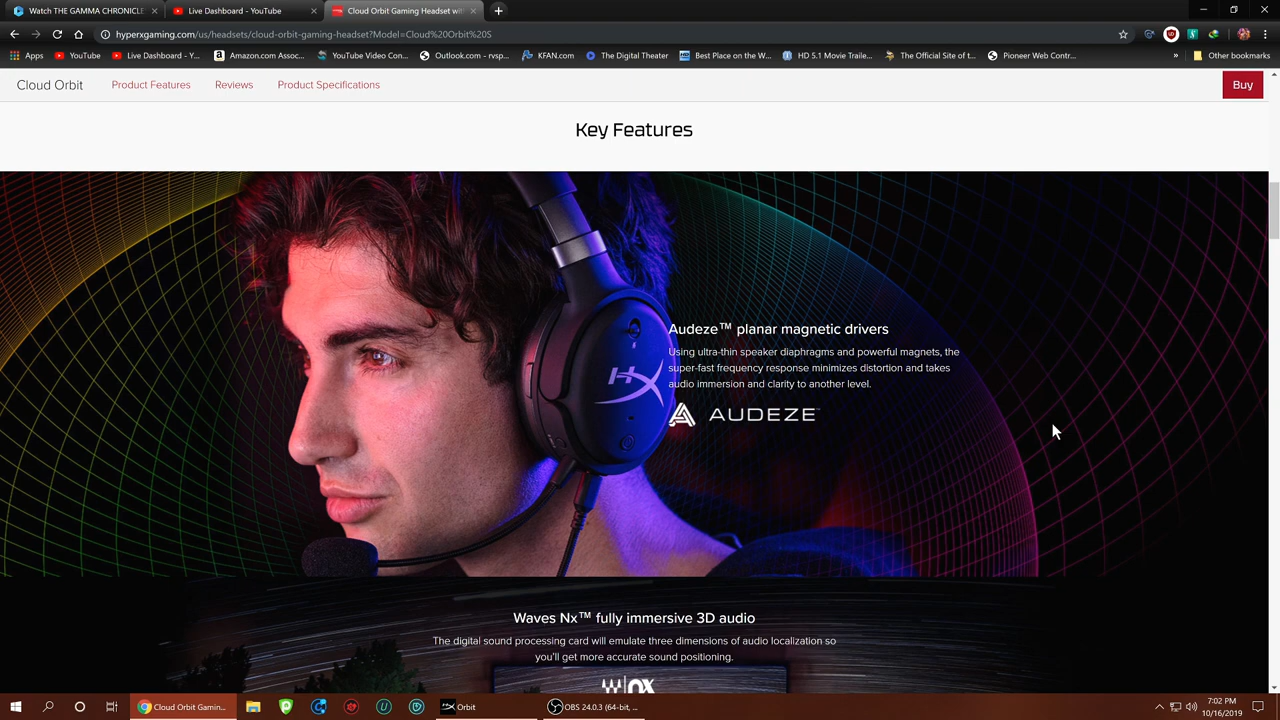 Watch THE GAMMA CHRONICLE
Live Dashboard - YouTube
Cloud Orbit Gaming Headset with
hyperxgaming.com/us/headsets/cloud-orbit-gaming-headset?Model=Cloud%20Orbit%20S
Apps
YouTube
Live Dashboard - Y...
Amazon.com Assoc...
YouTube Video Con...
Outlook.com - rvsp...
KFAN.com
The Digital Theater
Best Place on the W...
HD 5.1 Movie Traile...
The Official Site of t...
Pioneer Web Contr...
»
Other bookmarks
Cloud Orbit
Product Features
Reviews
Product Specifications
Buy
Key Features
HX
Audeze™ planar magnetic drivers
Using ultra-thin speaker diaphragms and powerful magnets, the
super-fast frequency response minimizes distortion and takes
audio immersion and clarity to another level.
AUDEZE™
Waves Nx™ fully immersive 3D audio
The digital sound processing card will emulate three dimensions of audio localization so
you'll get more accurate sound positioning.
nx
Cloud Orbit Gamin...
Orbit
OBS 24.0.3 (64-bit, ...
7:02 PM
10/16/2019